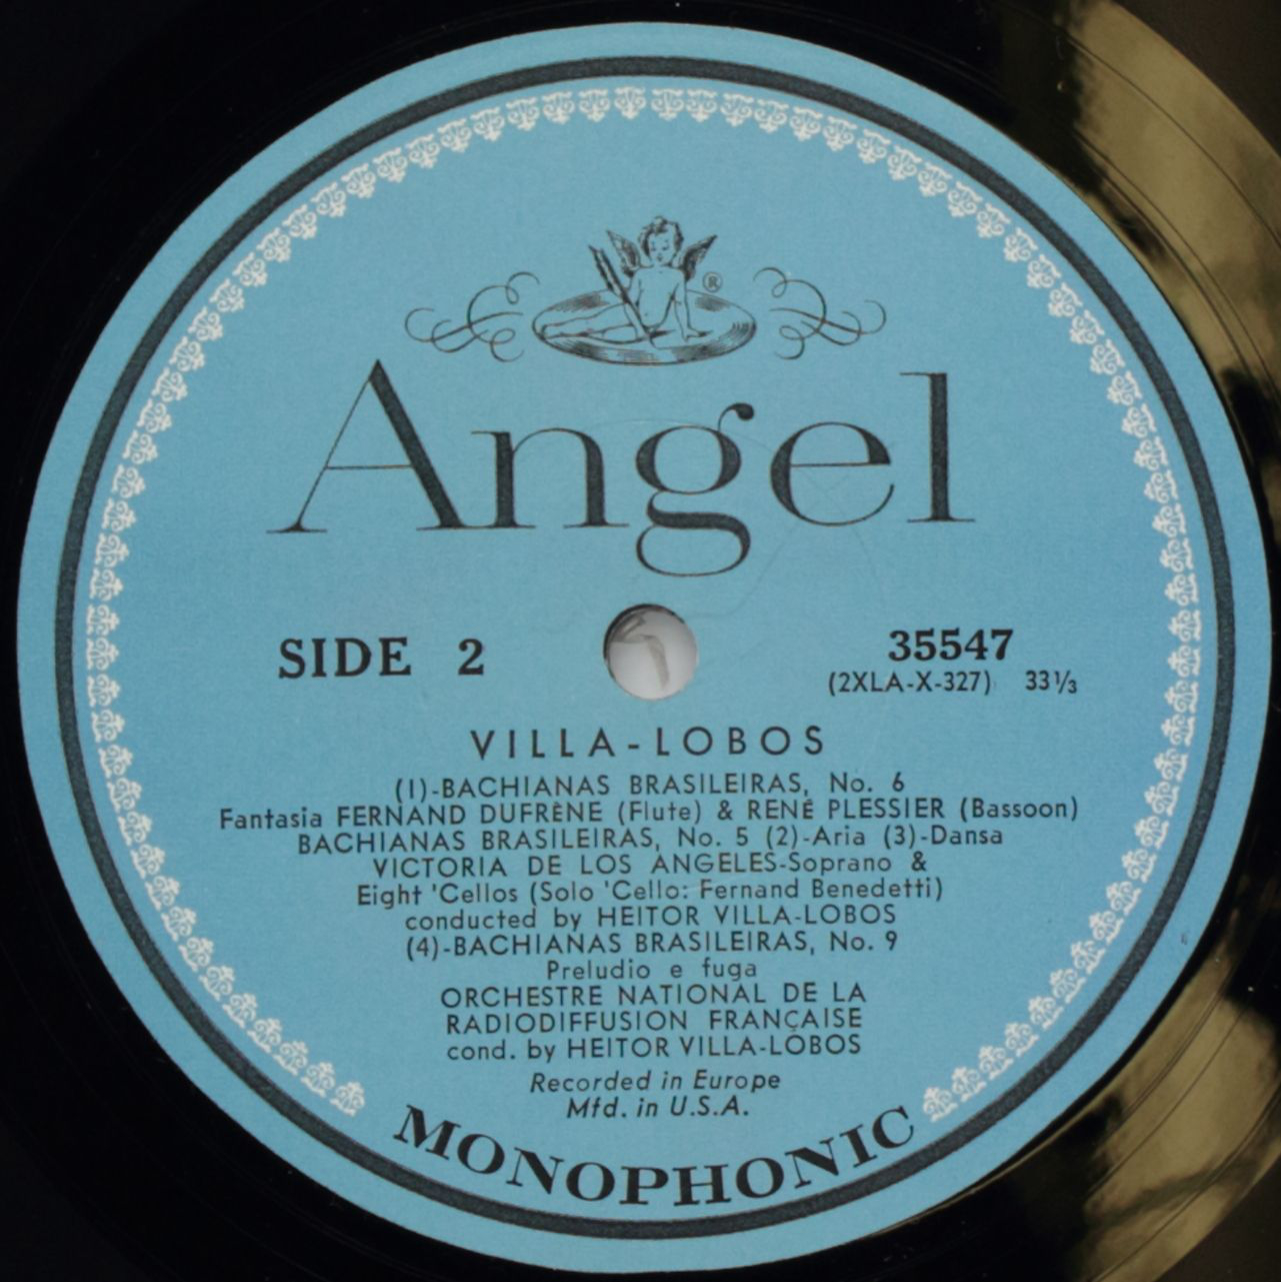 ®
Angel
SIDE 2
35547
(2XLA-X-327) 33⅓
VILLA-LOBOS
(1)-BACHIANAS BRASILEIRAS, No. 6
Fantasia FERNAND DUFRÊNE (Flute) & RENÉ PLESSIER (Bassoon)
BACHIANAS BRASILEIRAS, No. 5 (2)-Aria (3)-Dansa
VICTORIA DE LOS ANGELES-Soprano &
Eight 'Cellos (Solo 'Cello: Fernand Benedetti)
conducted by HEITOR VILLA-LOBOS
(4)-BACHIANAS BRASILEIRAS, No. 9
Preludio e fuga
ORCHESTRE NATIONAL DE LA
RADIODIFFUSION FRANÇAISE
cond. by HEITOR VILLA-LOBOS
Recorded in Europe
Mfd. in U.S.A.
MONOPHONIC